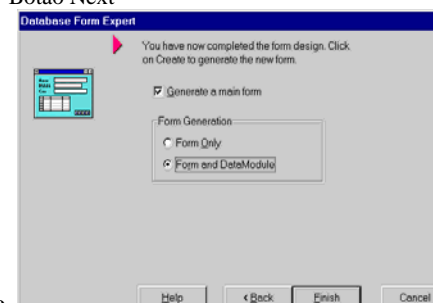 Botão Next
Database Form Expert
You have now completed the form design. Click
on Create to generate the new form.
Generate a main form
Form Generation
Form Only
Form and DataModule
Help
< Back
Finish
Cancel